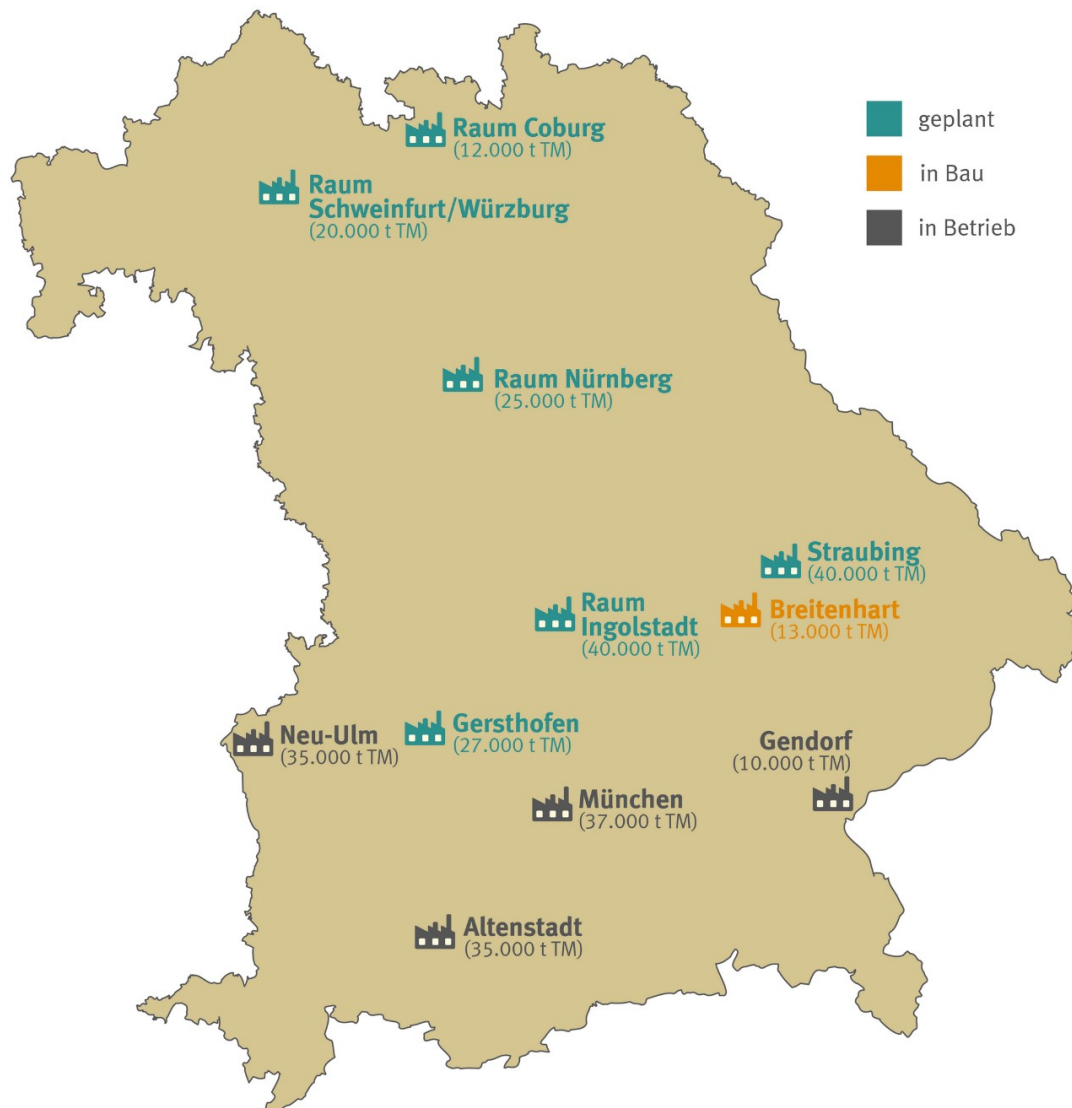 geplant
in Bau
in Betrieb
Raum Coburg
(12.000 t TM)
Raum
Schweinfurt/Würzburg
(20.000 t TM)
Raum Nürnberg
(25.000 t TM)
Straubing
(40.000 t TM)
Raum
Ingolstadt
(40.000 t TM)
Breitenhart
(13.000 t TM)
Neu-Ulm
(35.000 t TM)
Gersthofen
(27.000 t TM)
Gendorf
(10.000 t TM)
München
(37.000 t TM)
Altenstadt
(35.000 t TM)